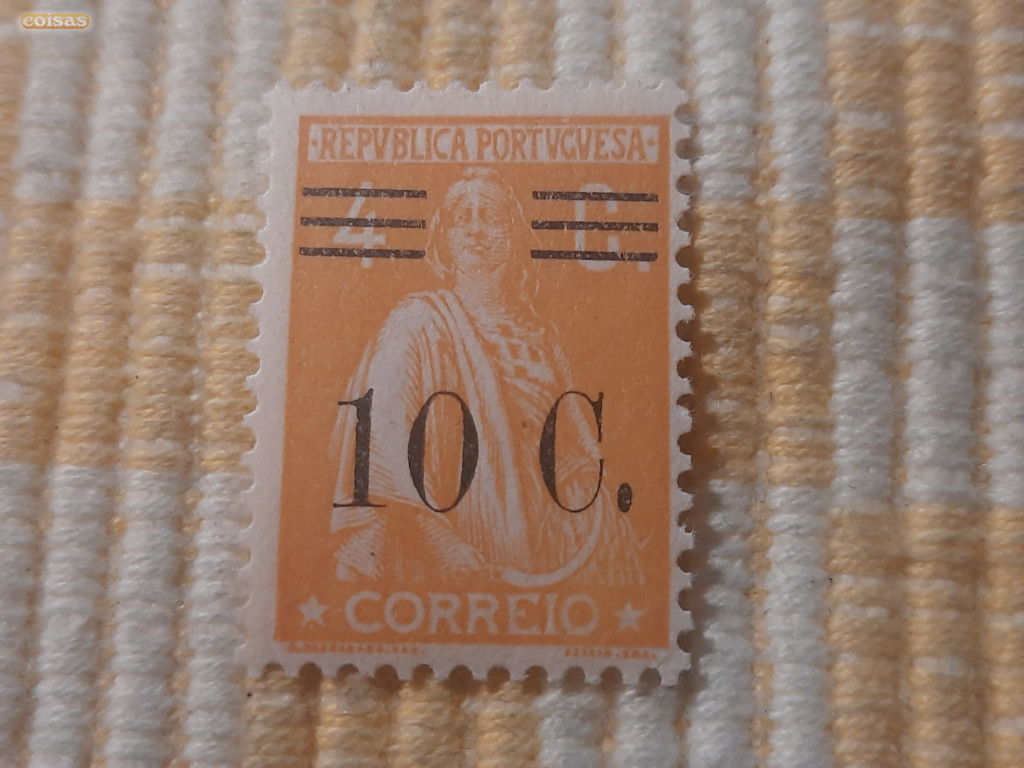 coisas
·REPVBLICA PORTVGVESA·
4 C.
10 C.
CORREIO